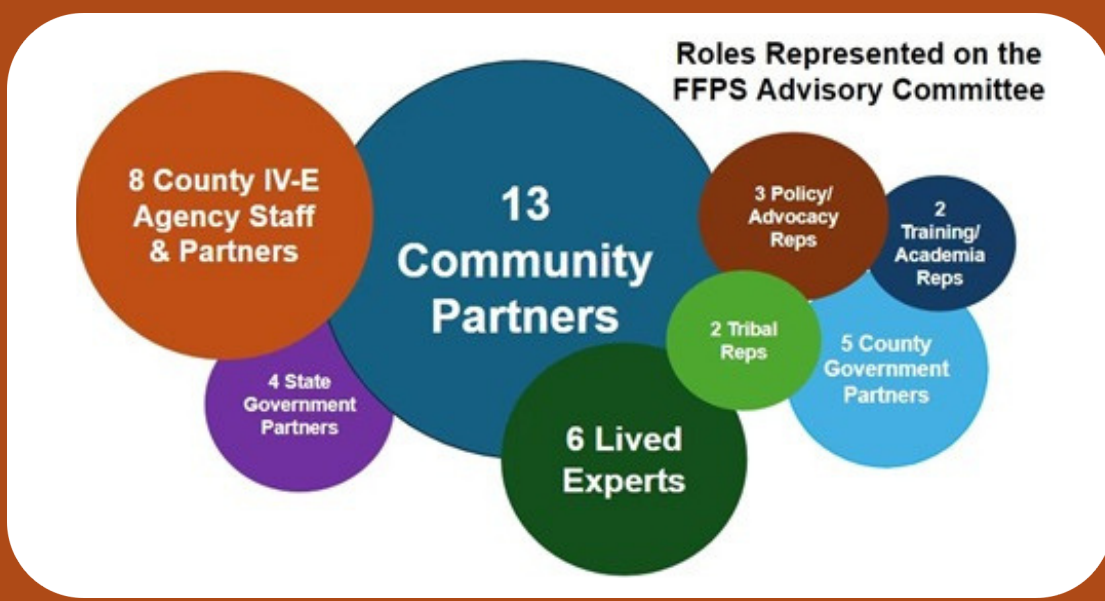 Roles Represented on the
FFPS Advisory Committee
8 County IV-E
Agency Staff
& Partners
13
Community
Partners
3 Policy/
Advocacy
Reps
2
Training/
Academia
Reps
2 Tribal
Reps
5 County
Government
Partners
4 State
Government
Partners
6 Lived
Experts